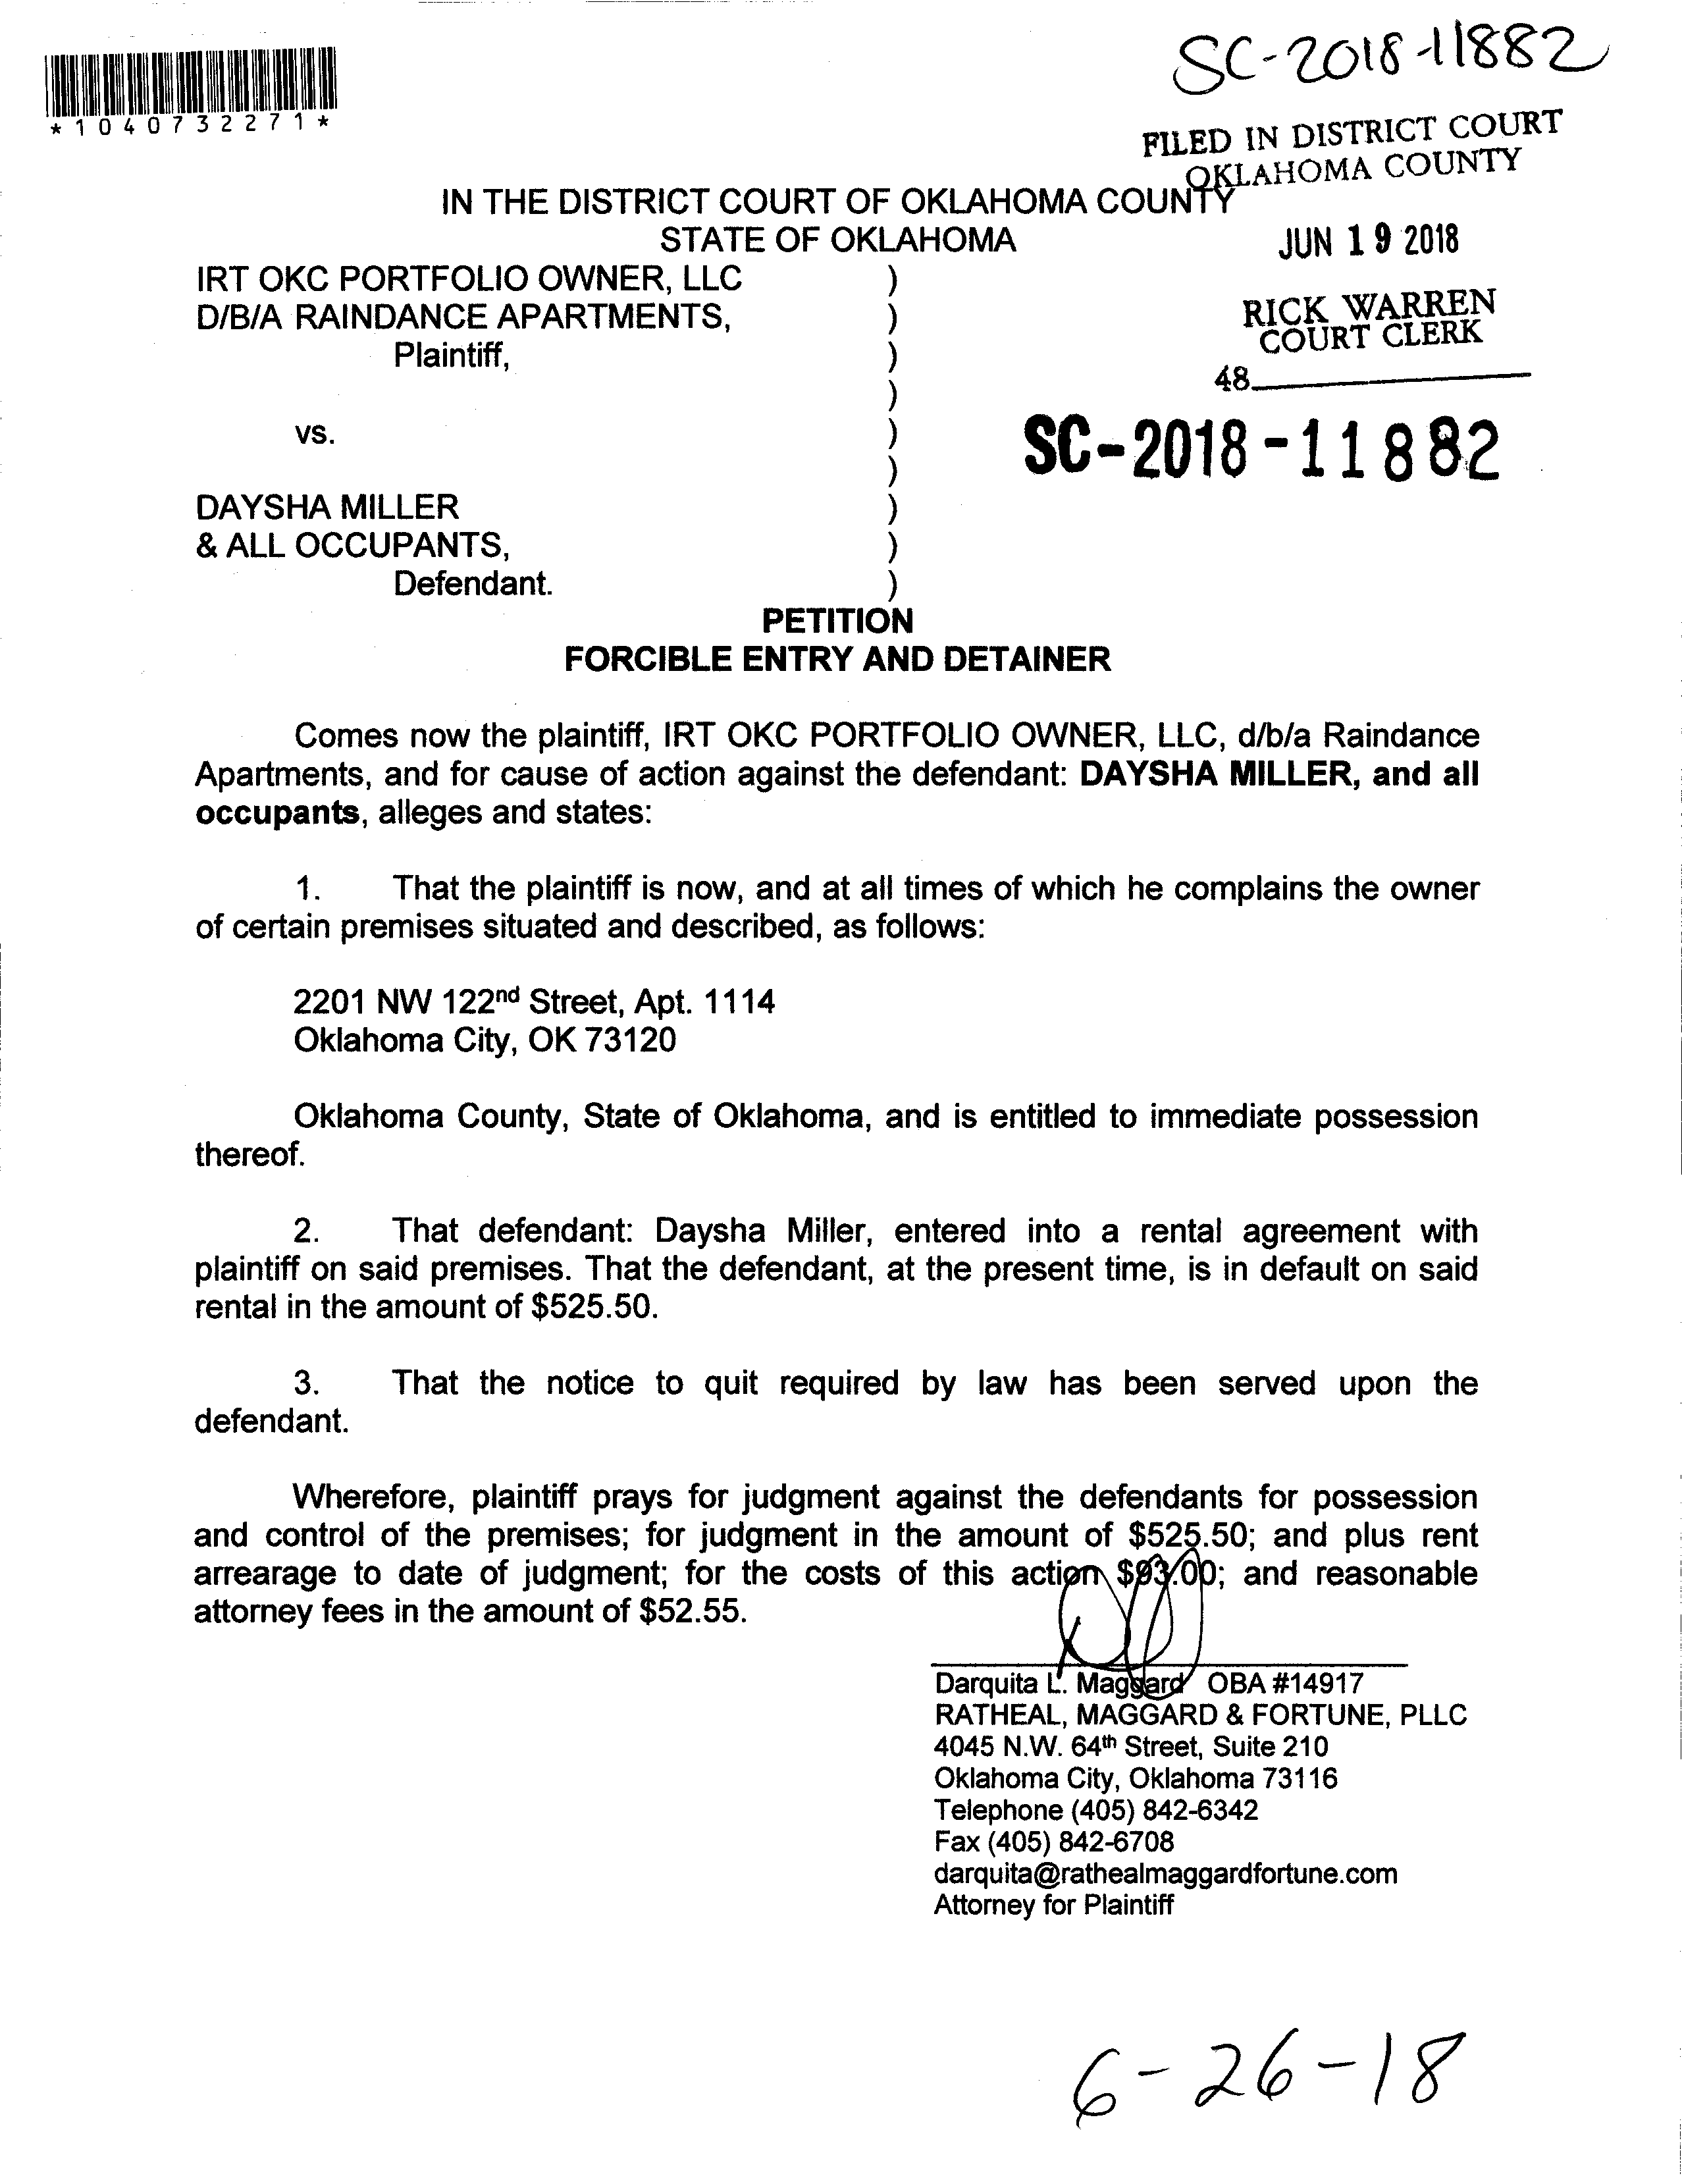 SC-2018-11882
*1040732271*
FILED IN DISTRICT COURT
OKLAHOMA COUNTY
IN THE DISTRICT COURT OF OKLAHOMA COUNTY
STATE OF OKLAHOMA
JUN 19 2018
IRT OKC PORTFOLIO OWNER, LLC )
D/B/A RAINDANCE APARTMENTS, )
Plaintiff, )
)
RICK WARREN
COURT CLERK
48
vs. )
)
SC-2018-11882
DAYSHA MILLER )
& ALL OCCUPANTS, )
Defendant. )
PETITION
FORCIBLE ENTRY AND DETAINER
Comes now the plaintiff, IRT OKC PORTFOLIO OWNER, LLC, d/b/a Raindance
Apartments, and for cause of action against the defendant: DAYSHA MILLER, and all
occupants, alleges and states:
1. That the plaintiff is now, and at all times of which he complains the owner
of certain premises situated and described, as follows:
2201 NW 122nd Street, Apt. 1114
Oklahoma City, OK 73120
Oklahoma County, State of Oklahoma, and is entitled to immediate possession
thereof.
2. That defendant: Daysha Miller, entered into a rental agreement with
plaintiff on said premises. That the defendant, at the present time, is in default on said
rental in the amount of $525.50.
3. That the notice to quit required by law has been served upon the
defendant.
Wherefore, plaintiff prays for judgment against the defendants for possession
and control of the premises; for judgment in the amount of $525.50; and plus rent
arrearage to date of judgment; for the costs of this action $93.00; and reasonable
attorney fees in the amount of $52.55.
Darquita L. Maggard OBA #14917
RATHEAL, MAGGARD & FORTUNE, PLLC
4045 N.W. 64th Street, Suite 210
Oklahoma City, Oklahoma 73116
Telephone (405) 842-6342
Fax (405) 842-6708
darquita@rathealmaggardfortune.com
Attorney for Plaintiff
6-26-18